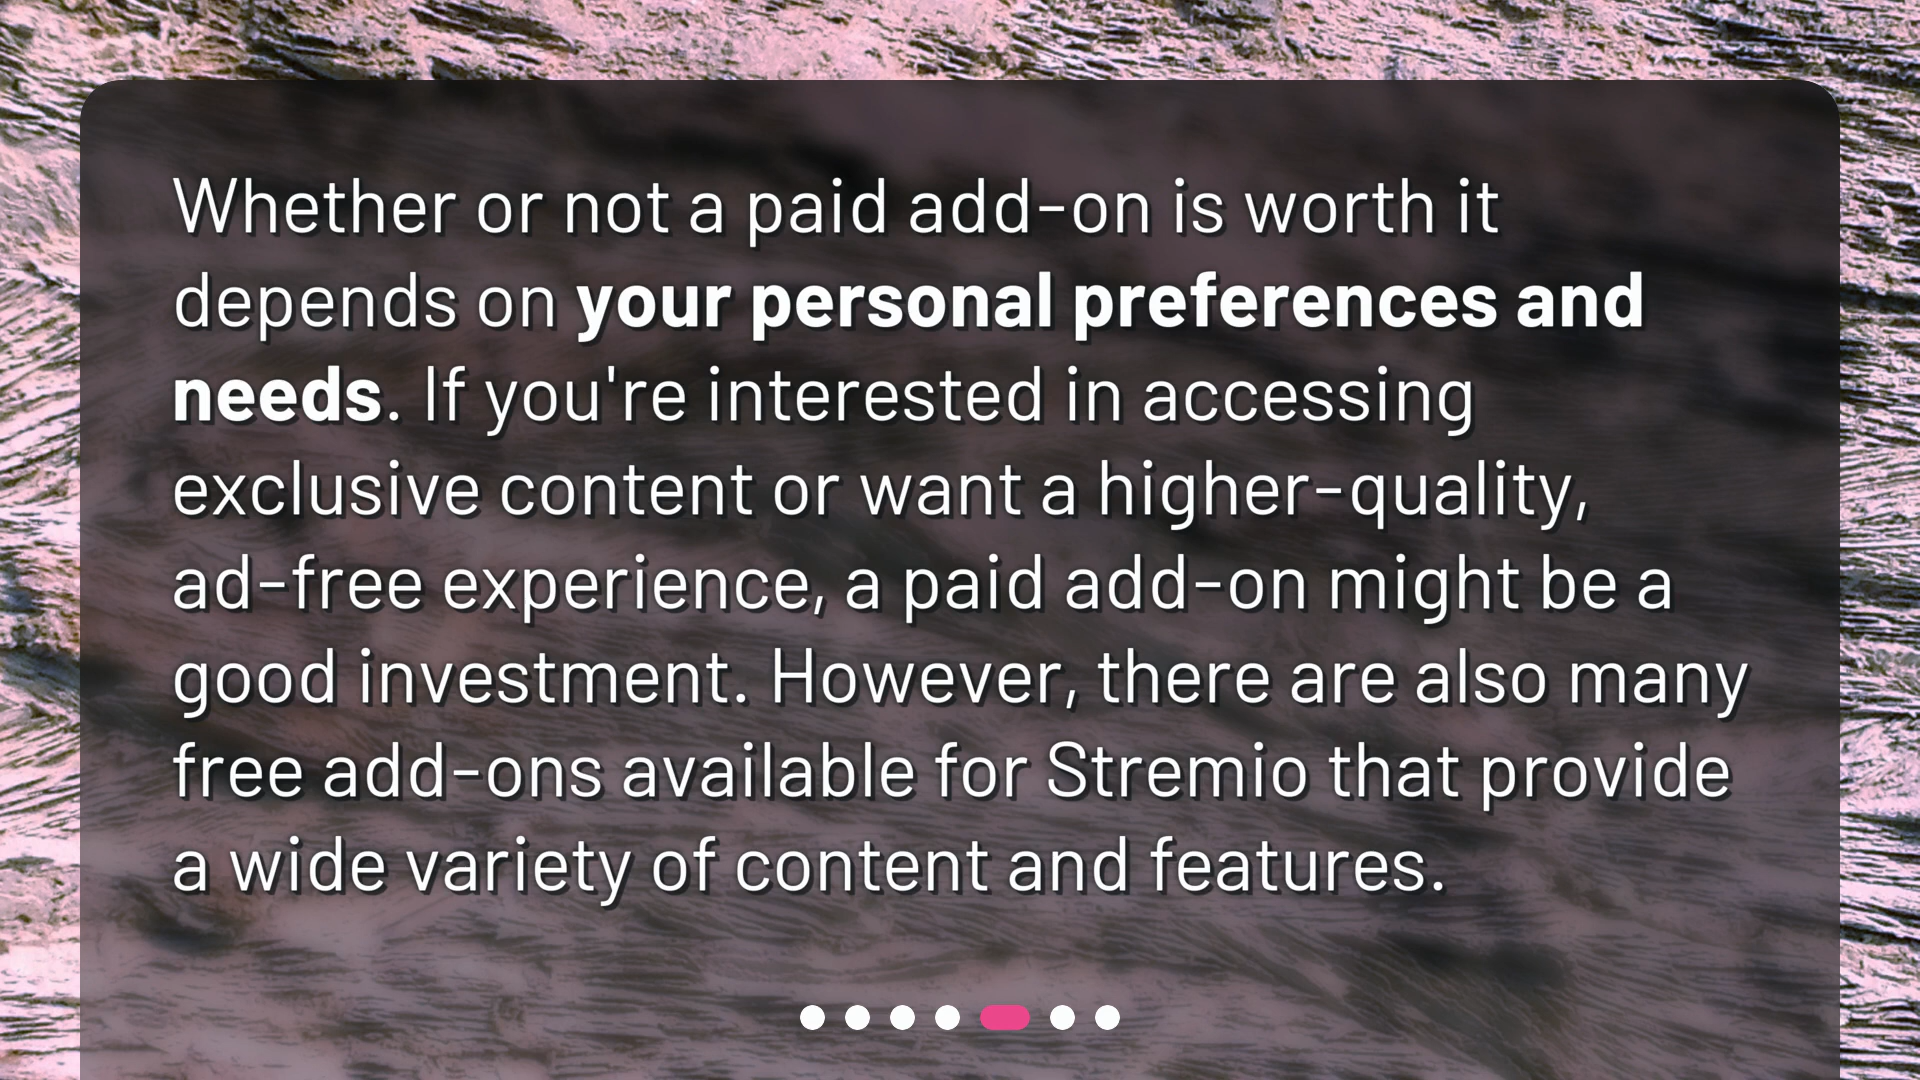 Whether or not a paid add-on is worth it
depends on your personal preferences and
needs. If you're interested in accessing
exclusive content or want a higher-quality,
ad-free experience, a paid add-on might be a
good investment. However, there are also many
free add-ons available for Stremio that provide
a wide variety of content and features.